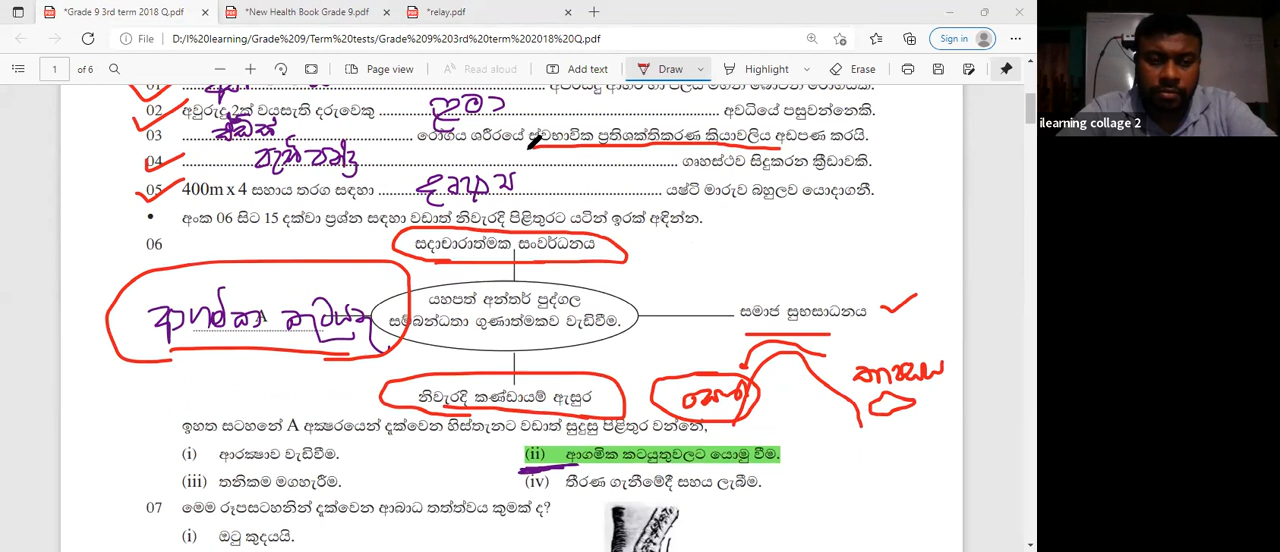 *Grade 9 3rd term 2018 Q.pdf
*New Health Book Grade 9.pdf
*relay.pdf
File D:/I%20learning/Grade%209/Term%20tests/Grade%209%203rd%20term%202018%20Q.pdf
Sign in
1 of 6
Page view
Read aloud
Add text
Draw
Highlight
Erase
Share
ilearning collage 2
01
02 අවුරුදු 2ක් වයසැති දරුවෙකු ළමා අවධියේ පසුවන්නෙකි.
03 ඒඩ්ස් රෝගය ශරීරයේ ස්වභාවික ප්‍රතිශක්තිකරණ ක්‍රියාවලිය අඩපණ කරයි.
04 ගෘහස්ථව සිදුකරන ක්‍රීඩාවකි.
05 400m x 4 සහාය තරග සඳහා දෘශ්‍ය යෂ්ටි මාරුව බහුලව යොදාගනී.
• අංක 06 සිට 15 දක්වා ප්‍රශ්න සඳහා වඩාත් නිවැරදි පිළිතුරට යටින් ඉරක් අඳින්න.
06
සදාචාරාත්මක සංවර්ධනය
A
යහපත් අන්තර් පුද්ගල
සම්බන්ධතා ගුණාත්මකව වැඩිවීම.
සමාජ සුභසාධනය
නිවැරදි කණ්ඩායම් ඇසුර
ඉහත සටහනේ A අක්ෂරයෙන් දැක්වෙන හිස්තැනට වඩාත් සුදුසු පිළිතුර වන්නේ,
(i) ආරක්ෂාව වැඩිවීම.
(ii) ආගමික කටයුතුවලට යොමු වීම.
(iii) තනිකම මගහැරීම.
(iv) තීරණ ගැනීමේදී සහය ලැබීම.
07 මෙම රූපසටහනින් දැක්වෙන ආබාධ තත්ත්වය කුමක් ද?
(i) ඔටු කුදයයි.